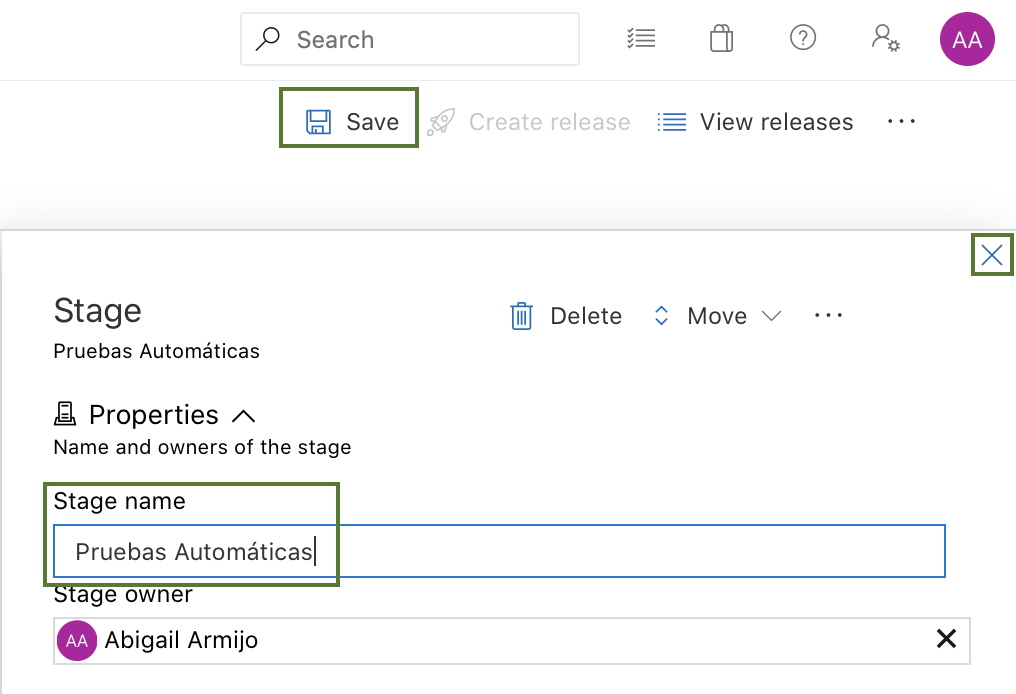 Search
AA
Save Create release View releases ...
Stage
Delete Move ...
Pruebas Automáticas
Properties
Name and owners of the stage
Stage name
Pruebas Automáticas
Stage owner
AA Abigail Armijo